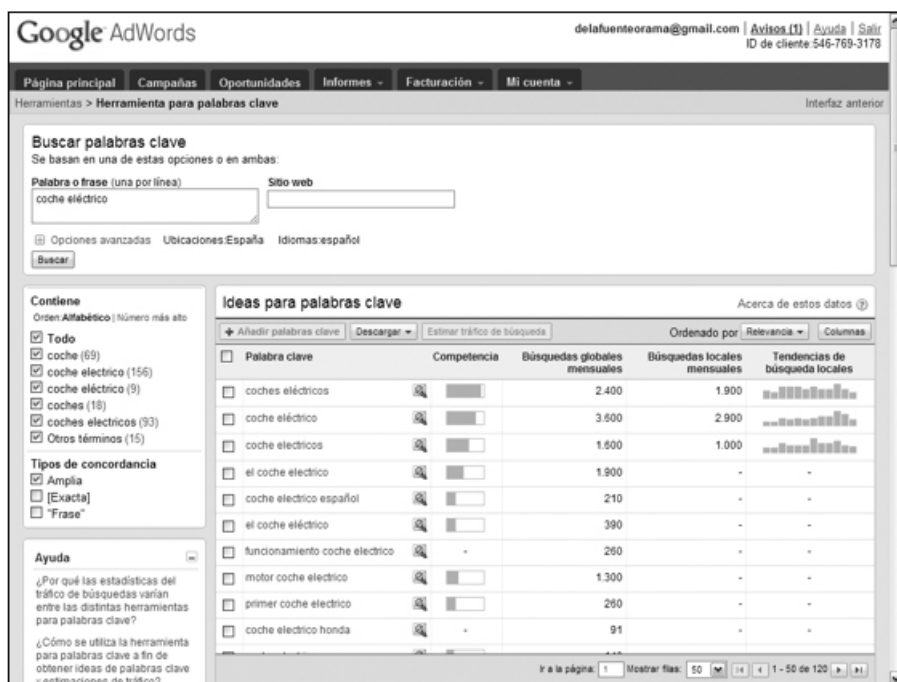 Google AdWords
delafuenteorama@gmail.com | Avisos (1) | Ayuda | Salir
ID de cliente:546-769-3178
Página principal Campañas Oportunidades Informes Facturación Mi cuenta
Herramientas > Herramienta para palabras clave Interfaz anterior
Buscar palabras clave
Se basan en una de estas opciones o en ambas:
Palabra o frase (una por línea) Sitio web
coche eléctrico
Opciones avanzadas Ubicaciones:España Idiomas:español
Buscar
Contiene
Orden:Alfabético | Número más alto
Todo
coche (69)
coche electrico (156)
coche eléctrico (9)
coches (18)
coches electricos (93)
Otros términos (15)
Tipos de concordancia
Amplia
[Exacta]
"Frase"
Ayuda
¿Por qué las estadísticas del
tráfico de búsquedas varían
entre las distintas herramientas
para palabras clave?
¿Cómo se utiliza la herramienta
para palabras clave a fin de
obtener ideas de palabras clave
y estimaciones de tráfico?
Ideas para palabras clave Acerca de estos datos
Añadir palabras clave Descargar Estimar tráfico de búsqueda Ordenado por Relevancia Columnas
Palabra clave Competencia Búsquedas globales mensuales Búsquedas locales mensuales Tendencias de búsqueda locales
coches eléctricos 2.400 1.900
coche eléctrico 3.600 2.900
coche electricos 1.600 1.000
el coche electrico 1.900 - -
coche electrico español 210 - -
el coche eléctrico 390 - -
funcionamiento coche electrico - 260 - -
motor coche electrico 1.300 - -
primer coche electrico 260 - -
coche electrico honda - 91 - -
Ir a la página: 1 Mostrar filas: 50 1 - 50 de 120